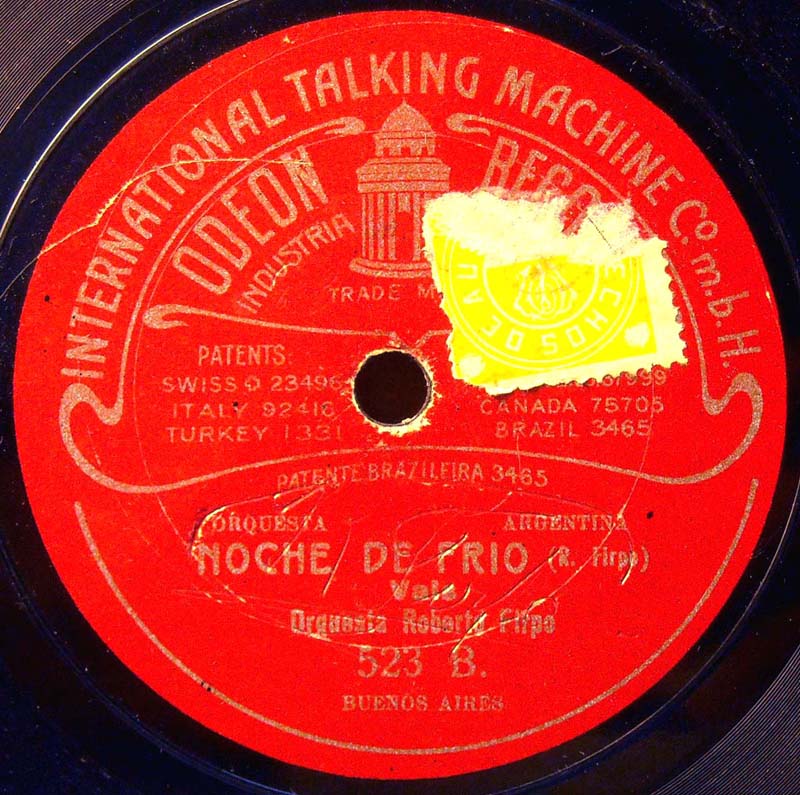 INTERNATIONAL TALKING MACHINE Co. m.b.H.
ODEON
INDUSTRIA
TRADE
PATENTS:
SWISS 23496
ITALY 92416
TURKEY 1331
CANADA 75705
BRAZIL 3465
PATENTE BRAZILEIRA 3465
ORQUESTA ARGENTINA
NOCHE DE FRIO (R. Firpo)
Vals
Orquesta Roberto Firpo
523 B.
BUENOS AIRES